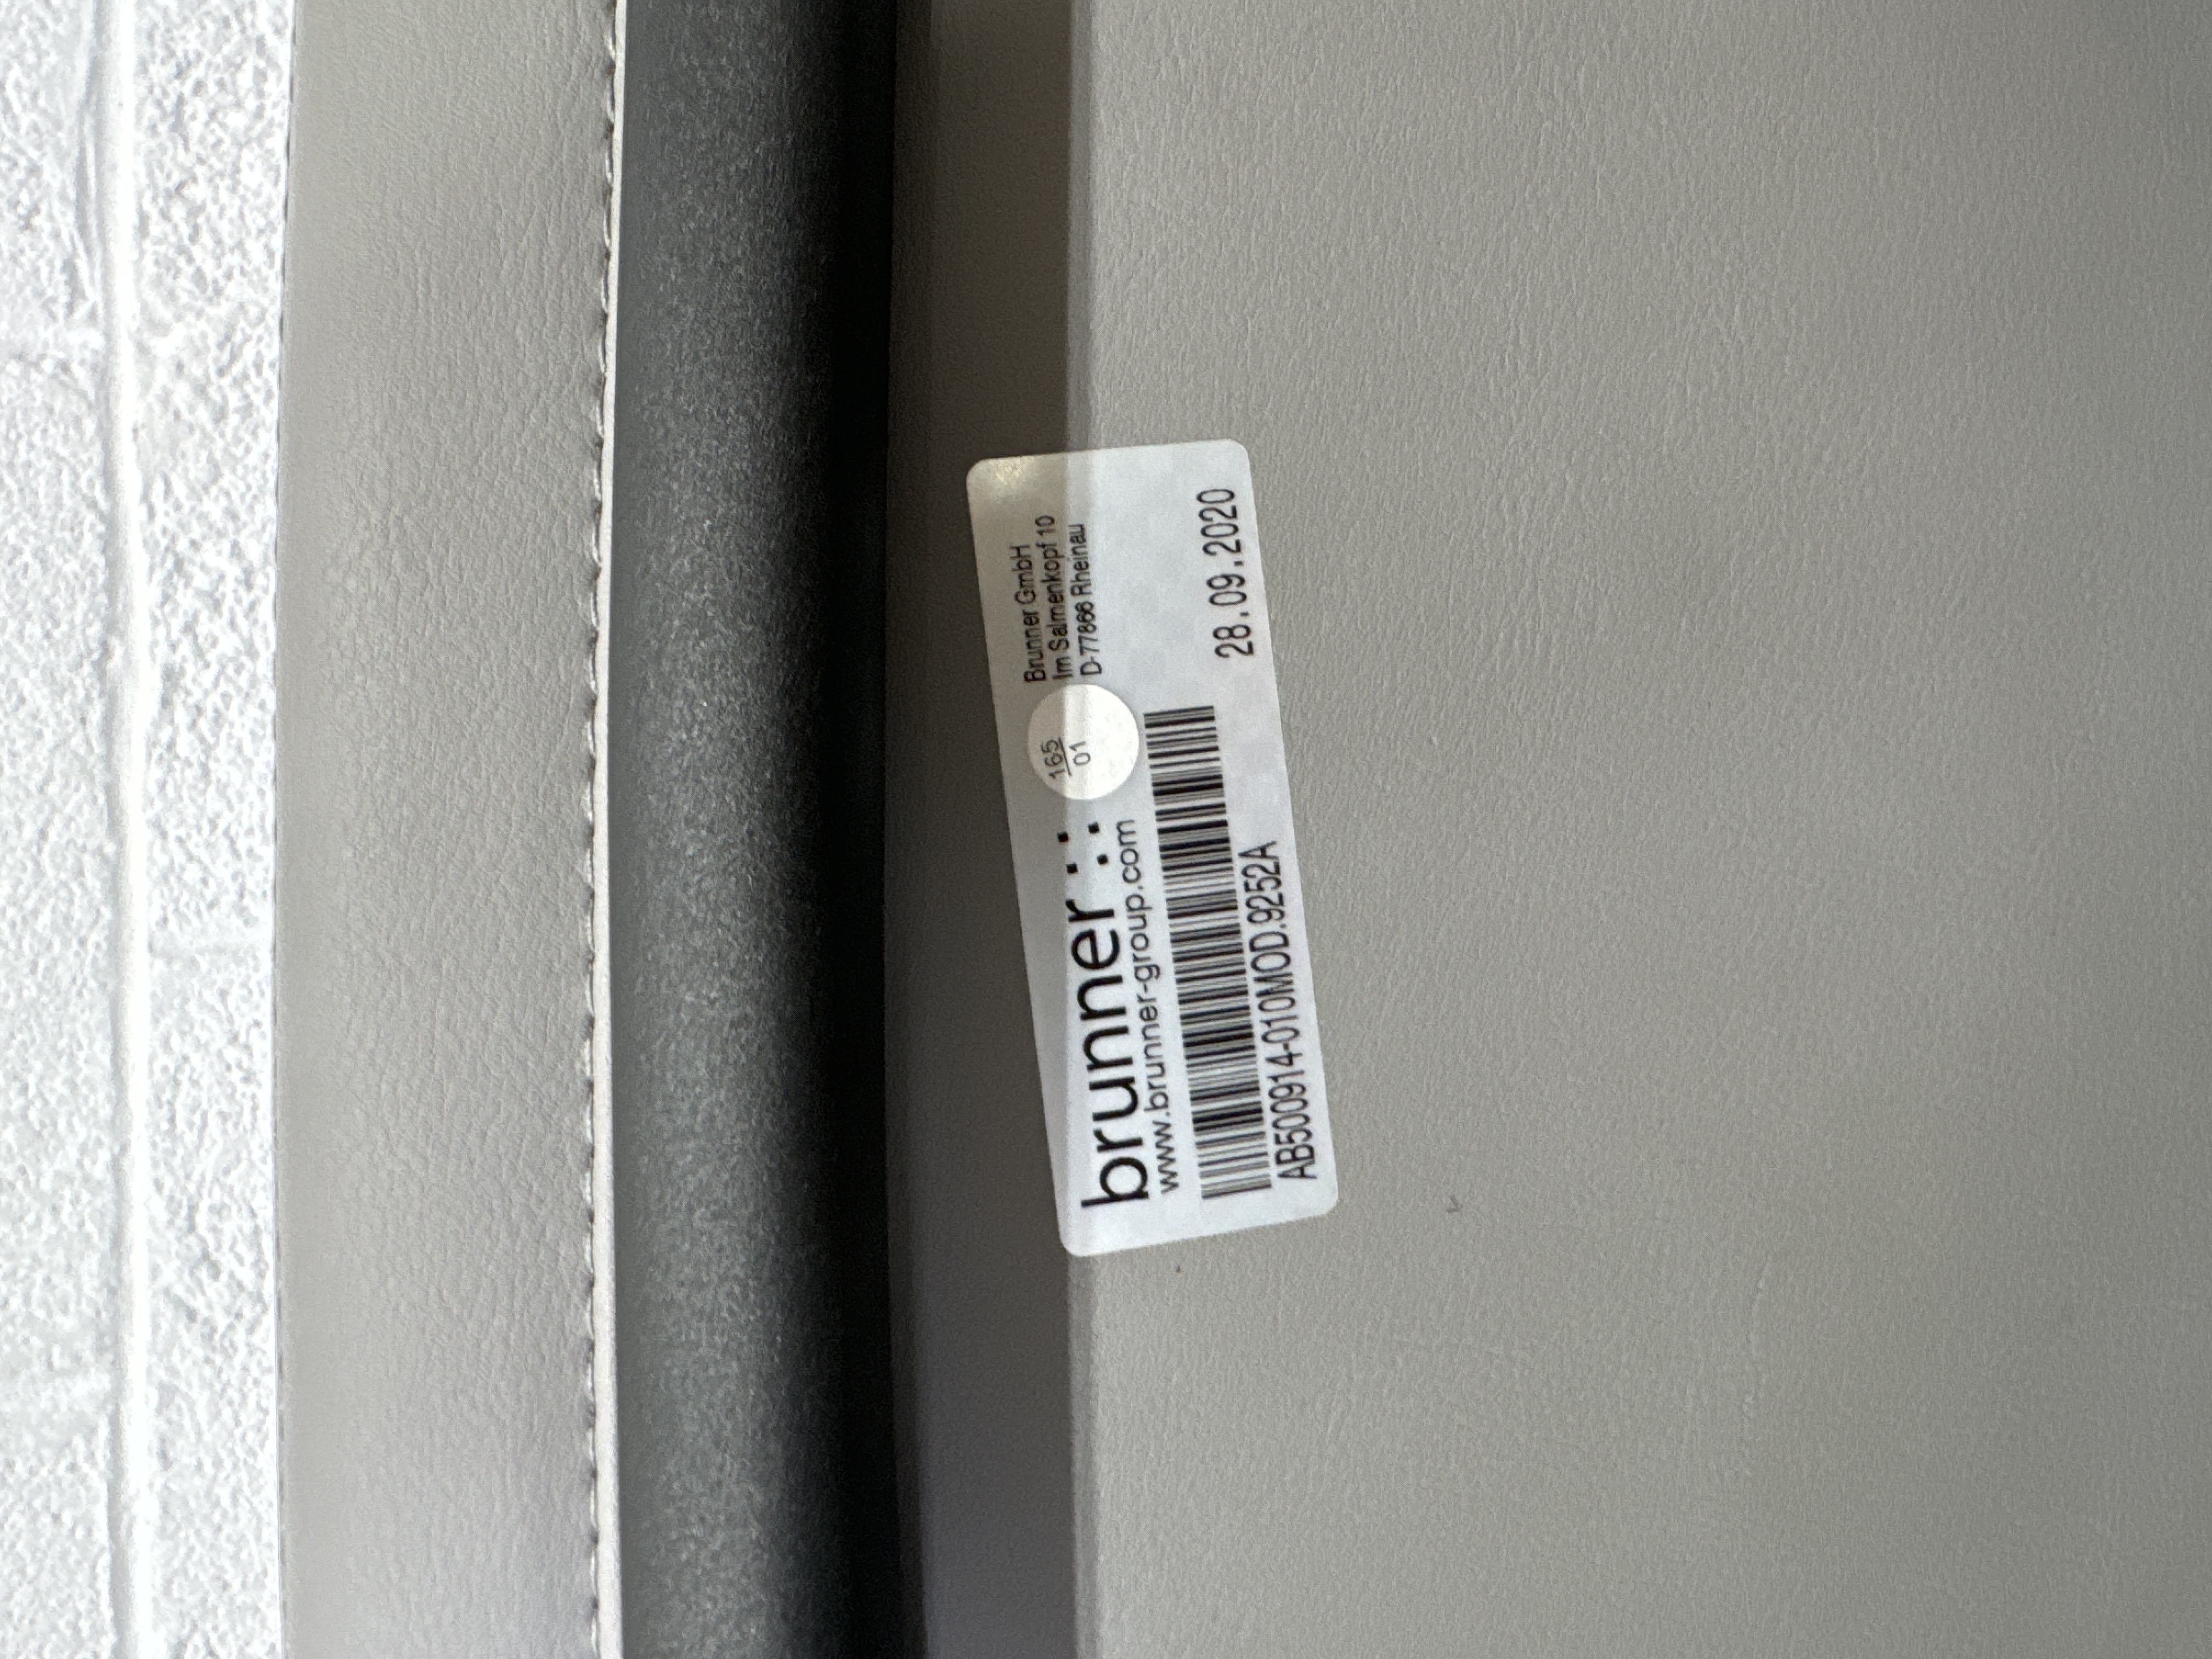 brunner
www.brunner-group.com
165
01
Brunner GmbH
Im Salmenkopf 10
D-77866 Rheinau
AB500914-010MOD.9252A
28.09.2020